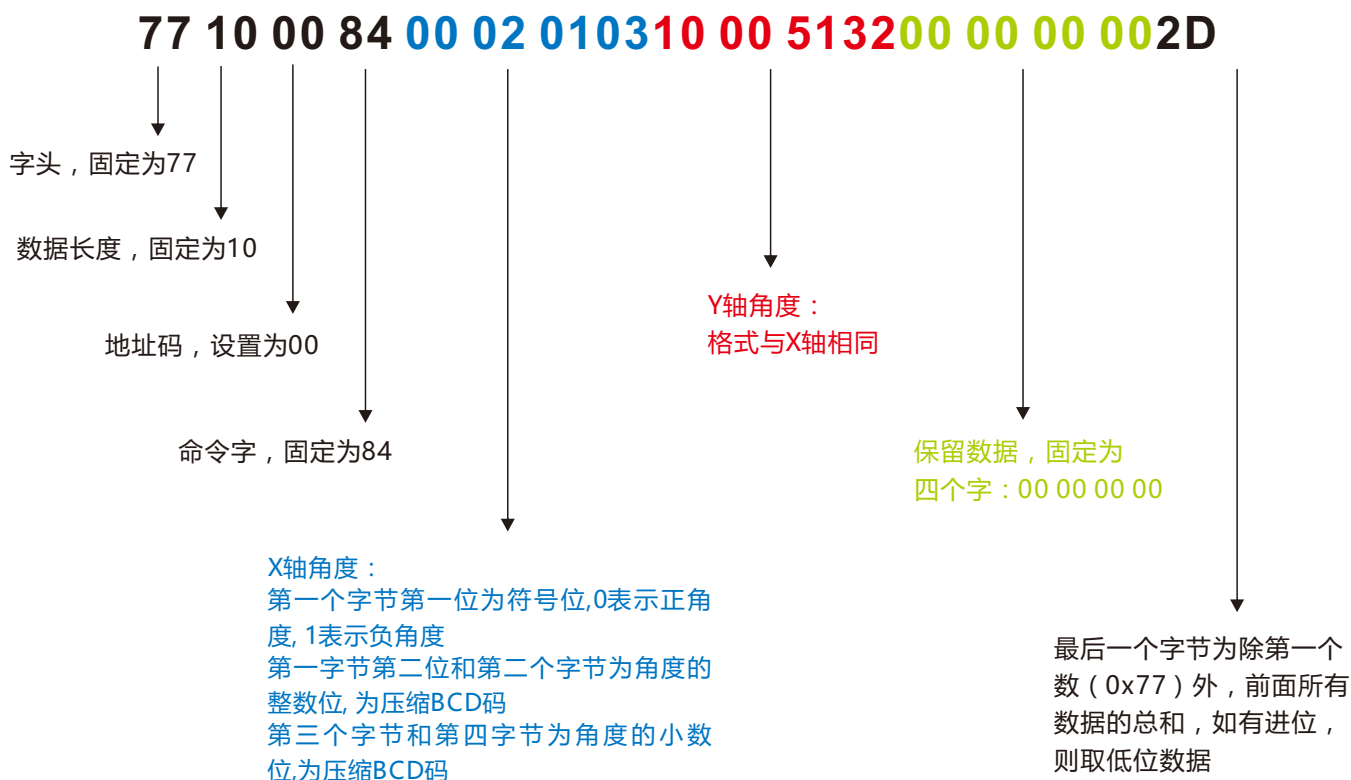 77 10 00 84 00 02 010310 00 513200 00 00 002D
字头，固定为77
数据长度，固定为10
地址码，设置为00
命令字，固定为84
Y轴角度：
格式与X轴相同
保留数据，固定为
四个字：00 00 00 00
X轴角度：
第一个字节第一位为符号位,0表示正角
度, 1表示负角度
第一字节第二位和第二个字节为角度的
整数位, 为压缩BCD码
第三个字节和第四字节为角度的小数
位,为压缩BCD码
最后一个字节为除第一个
数（0x77）外，前面所有
数据的总和，如有进位，
则取低位数据